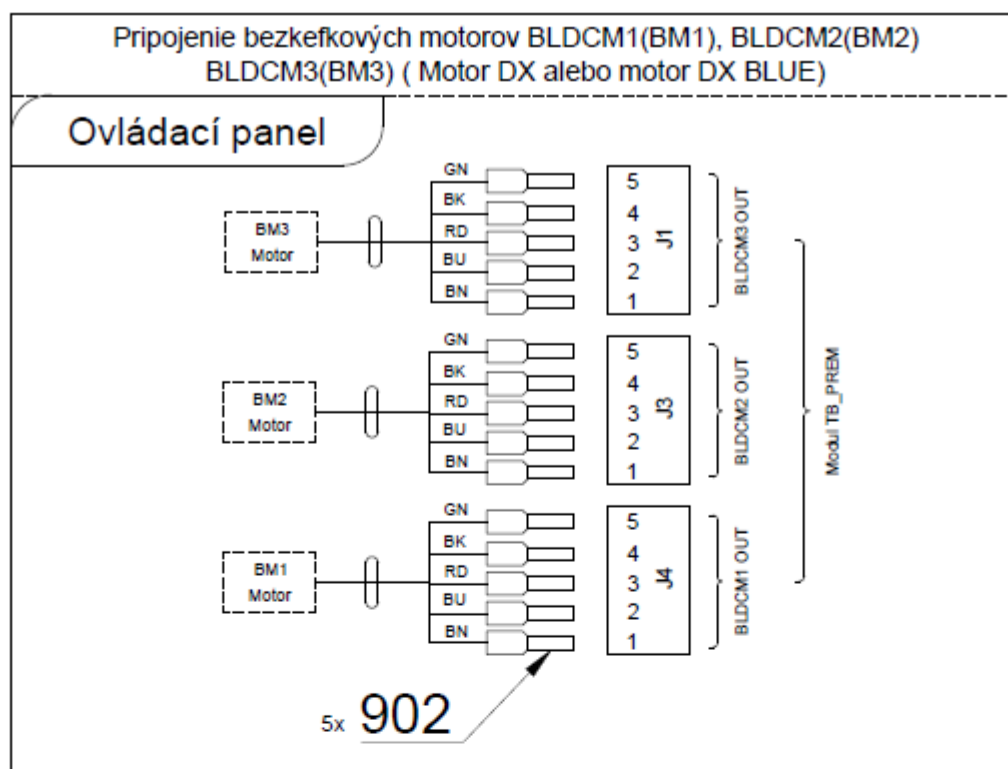 Pripojenie bezkefkových motorov BLDCM1(BM1), BLDCM2(BM2)
BLDCM3(BM3) ( Motor DX alebo motor DX BLUE)
Ovládací panel
BM3
Motor
GN
BK
RD
BU
BN
5
4
3
2
1
J1
BLDCM3 OUT
BM2
Motor
GN
BK
RD
BU
BN
5
4
3
2
1
J3
BLDCM2 OUT
Modul TB_PREM
BM1
Motor
GN
BK
RD
BU
BN
5
4
3
2
1
J4
BLDCM1 OUT
5x 902